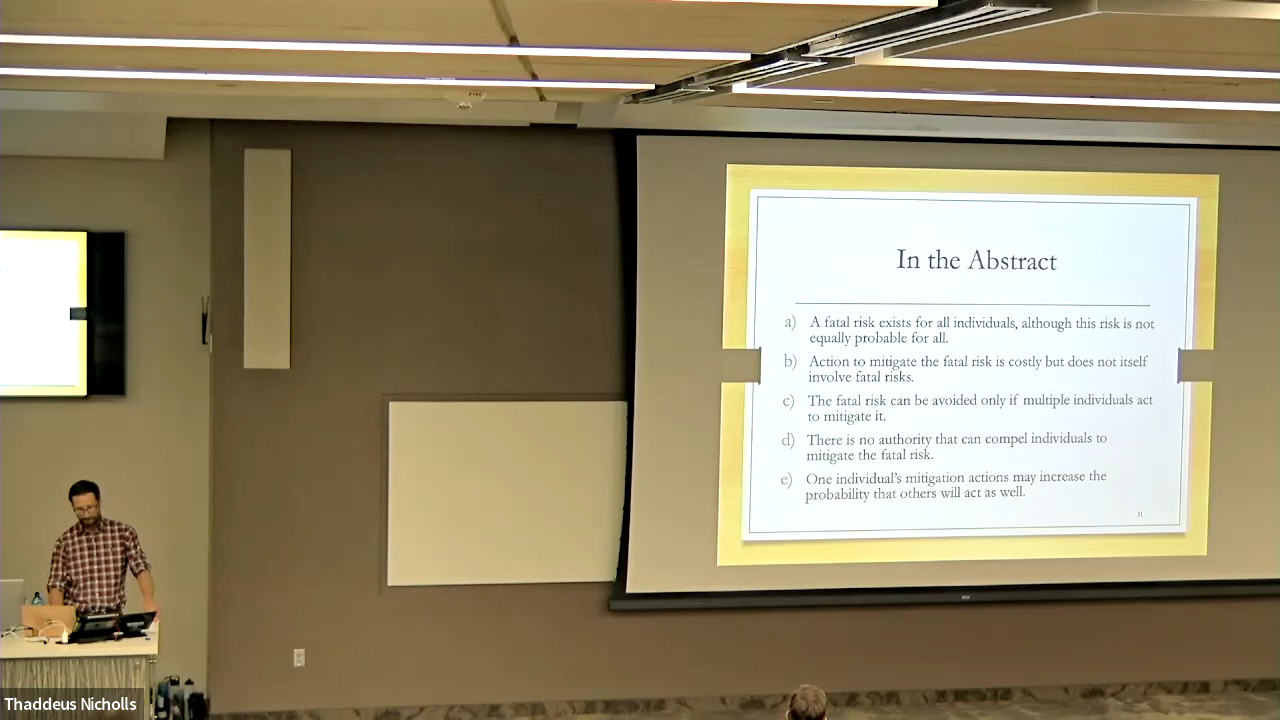 In the Abstract
a) A fatal risk exists for all individuals, although this risk is not
equally probable for all.
b) Action to mitigate the fatal risk is costly but does not itself
involve fatal risks.
c) The fatal risk can be avoided only if multiple individuals act
to mitigate it.
d) There is no authority that can compel individuals to
mitigate the fatal risk.
e) One individual's mitigation actions may increase the
probability that others will act as well.
31
Thaddeus Nicholls